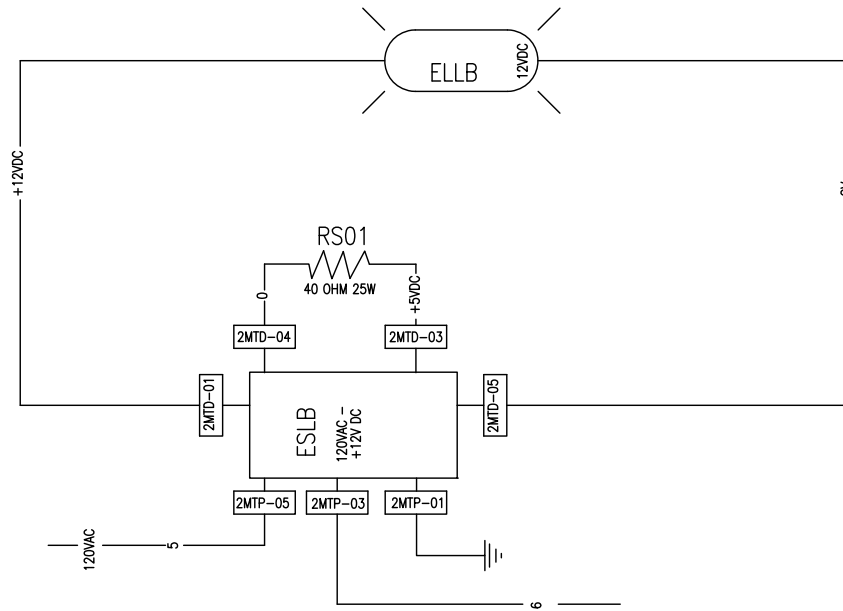 ELLB
12VDC
+12VDC
RS01
40 OHM 25W
0
+5VDC
2MTD-04
2MTD-03
2MTD-01
2MTD-05
ESLB
120VAC -
+12V DC
2MTP-05
2MTP-03
2MTP-01
120VAC
5
6